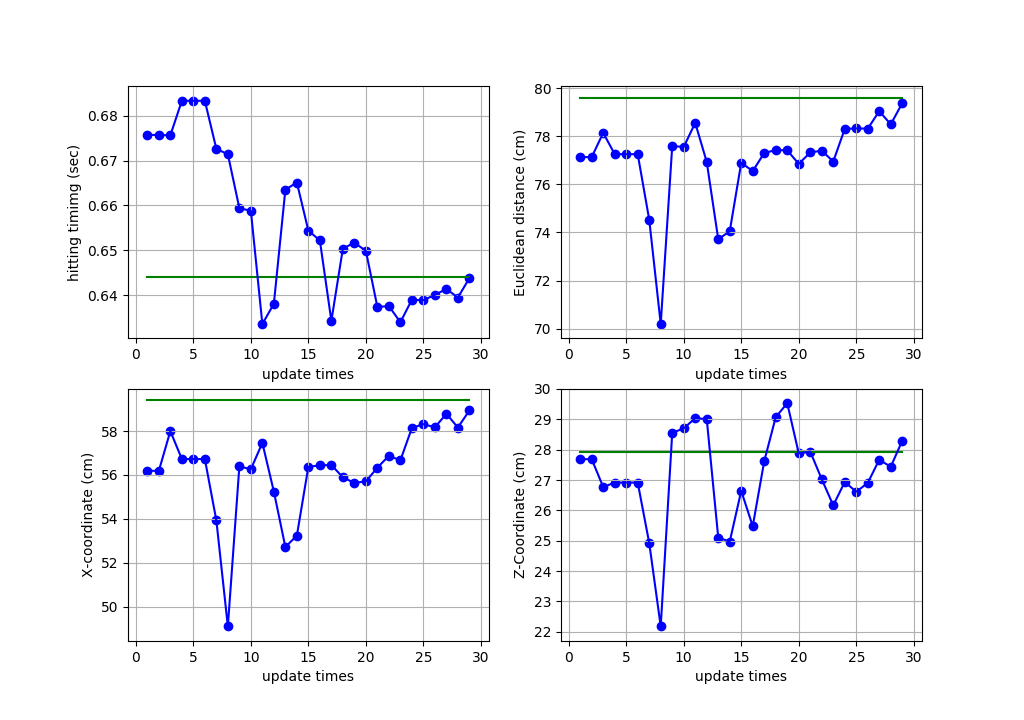 hitting timimg (sec)
0.68
0.67
0.66
0.65
0.64
0 5 10 15 20 25 30
update times
Euclidean distance (cm)
80
78
76
74
72
70
0 5 10 15 20 25 30
update times
X-coordinate (cm)
58
56
54
52
50
0 5 10 15 20 25 30
update times
Z-Coordinate (cm)
30
29
28
27
26
25
24
23
22
0 5 10 15 20 25 30
update times